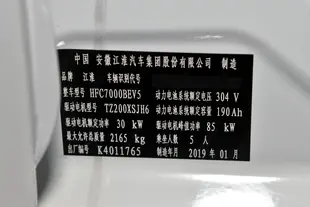 中国 安徽江淮汽车集团股份有限公司 制造
品牌 江淮 车辆识别代号
整车型号 HFC7000BEV5 动力电池系统额定电压 304 V
驱动电机型号 TZ200XSJH6 动力电池系统额定容量 190 Ah
驱动电机额定功率 30 kW 驱动电机峰值功率 85 kW
最大允许总质量 2165 kg 乘坐人数 5 人
出厂编号 K4011765 制造年月 2019 年 01 月